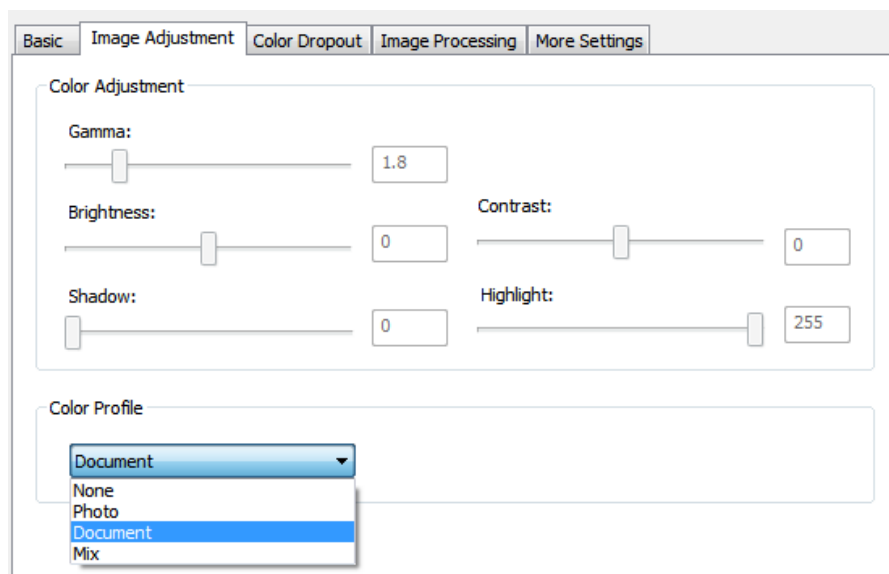 Basic Image Adjustment Color Dropout Image Processing More Settings
Color Adjustment
Gamma:
1.8
Brightness:
0
Contrast:
0
Shadow:
0
Highlight:
255
Color Profile
Document
None
Photo
Document
Mix